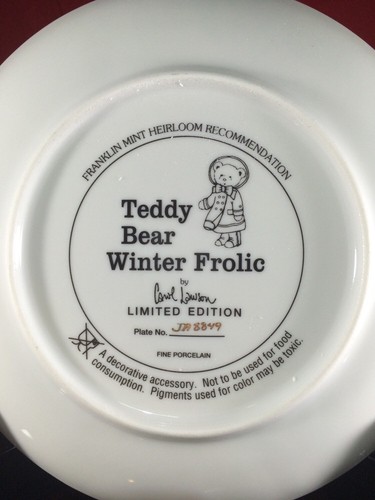 FRANKLIN MINT HEIRLOOM RECOMMENDATION
Teddy
Bear
Winter Frolic
by
Carol Lawson
LIMITED EDITION
Plate No. JA8849
FINE PORCELAIN
A decorative accessory. Not to be used for food
consumption. Pigments used for color may be toxic.